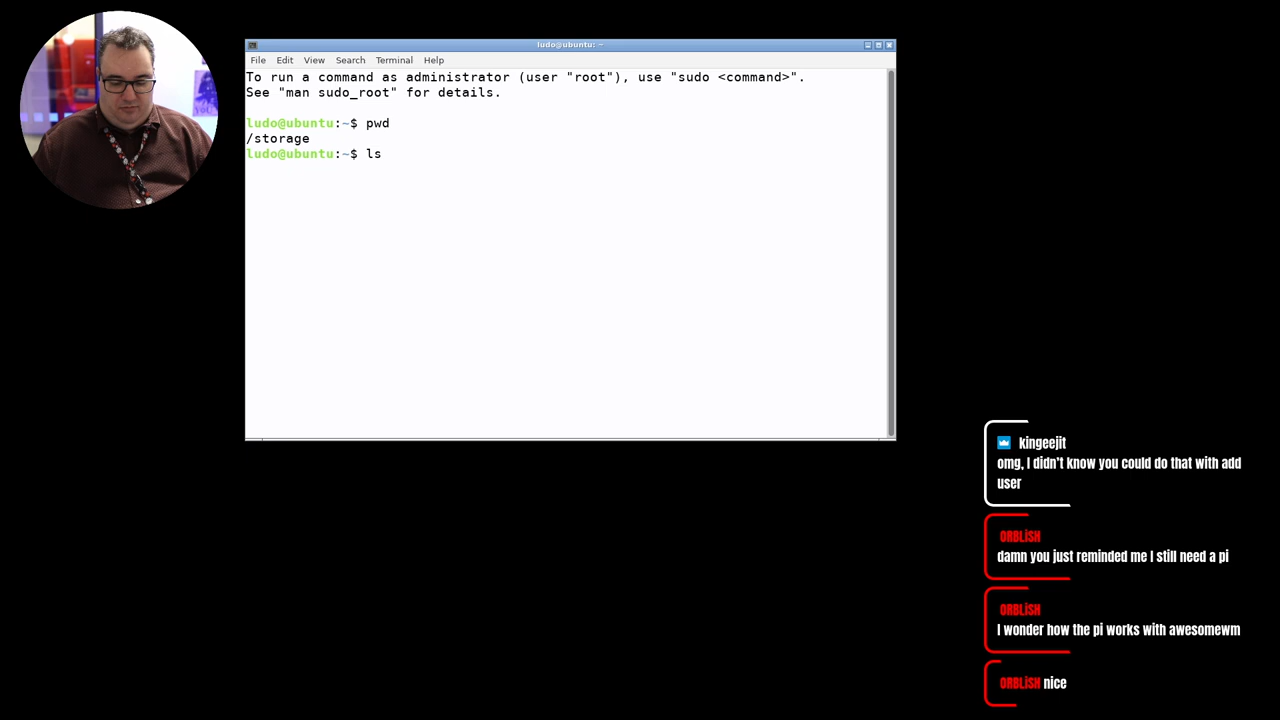 ludo@ubuntu: ~
File Edit View Search Terminal Help
To run a command as administrator (user "root"), use "sudo <command>".
See "man sudo_root" for details.
ludo@ubuntu:~$ pwd
/storage
ludo@ubuntu:~$ ls
kingeejit
omg, I didn't know you could do that with add
user
ORBLiSH
damn you just reminded me I still need a pi
ORBLiSH
I wonder how the pi works with awesomewm
ORBLiSH nice